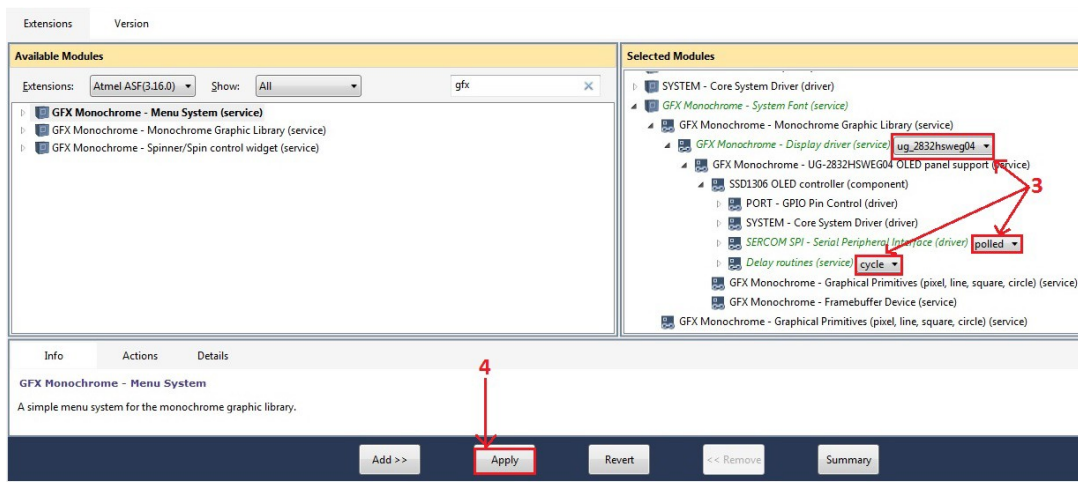 Extensions Version
Available Modules
Extensions: Atmel ASF(3.16.0) Show: All gfx
GFX Monochrome - Menu System (service)
GFX Monochrome - Monochrome Graphic Library (service)
GFX Monochrome - Spinner/Spin control widget (service)
Selected Modules
SYSTEM - Core System Driver (driver)
GFX Monochrome - System Font (service)
GFX Monochrome - Monochrome Graphic Library (service)
GFX Monochrome - Display driver (service) ug_2832hsweg04
GFX Monochrome - UG-2832HSWEG04 OLED panel support (service)
SSD1306 OLED controller (component)
3
PORT - GPIO Pin Control (driver)
SYSTEM - Core System Driver (driver)
SERCOM SPI - Serial Peripheral Interface (driver) polled
Delay routines (service) cycle
GFX Monochrome - Graphical Primitives (pixel, line, square, circle) (service)
GFX Monochrome - Framebuffer Device (service)
GFX Monochrome - Graphical Primitives (pixel, line, square, circle) (service)
Info Actions Details
4
GFX Monochrome - Menu System
A simple menu system for the monochrome graphic library.
Add >> Apply Revert << Remove Summary